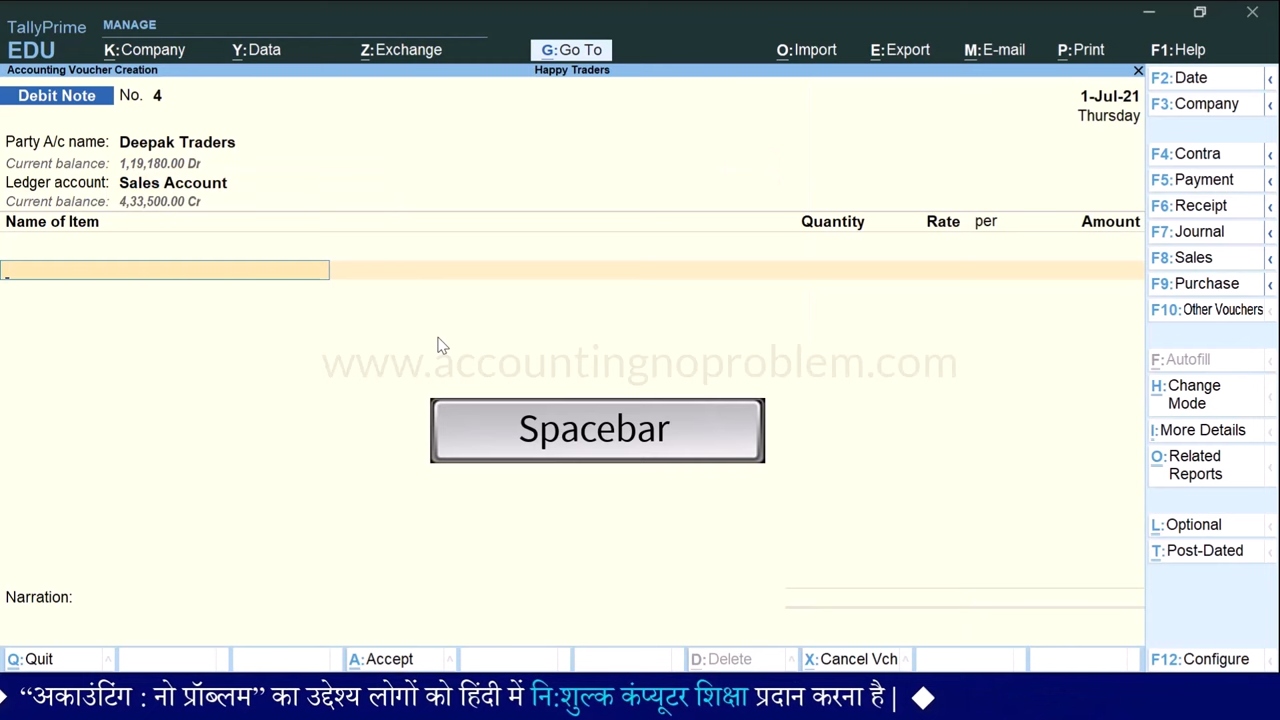 TallyPrime
EDU
MANAGE
K:Company
Y:Data
Z:Exchange
G:Go To
O:Import
E:Export
M:E-mail
P:Print
F1:Help
Accounting Voucher Creation
Happy Traders
Debit Note No. 4
1-Jul-21
Thursday
Party A/c name: Deepak Traders
Current balance: 1,19,180.00 Dr
Ledger account: Sales Account
Current balance: 4,33,500.00 Cr
Name of Item Quantity Rate per Amount
www.accountingnoproblem.com
Spacebar
Narration:
F2:Date
F3:Company
F4:Contra
F5:Payment
F6:Receipt
F7:Journal
F8:Sales
F9:Purchase
F10:Other Vouchers
F:Autofill
H:Change
Mode
I:More Details
O:Related
Reports
L:Optional
T:Post-Dated
Q:Quit
A:Accept
D:Delete
X:Cancel Vch
F12:Configure
“अकाउंटिंग : नो प्रॉब्लम” का उद्देश्य लोगों को हिंदी में नि:शुल्क कंप्यूटर शिक्षा प्रदान करना है|